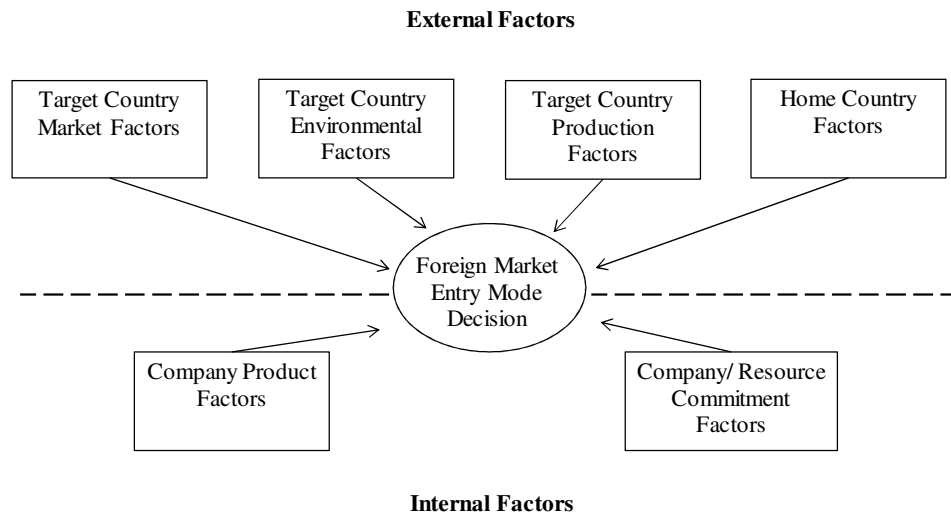 External Factors
Target Country
Market Factors
Target Country
Environmental
Factors
Target Country
Production
Factors
Home Country
Factors
Foreign Market
Entry Mode
Decision
Company Product
Factors
Company/ Resource
Commitment
Factors
Internal Factors